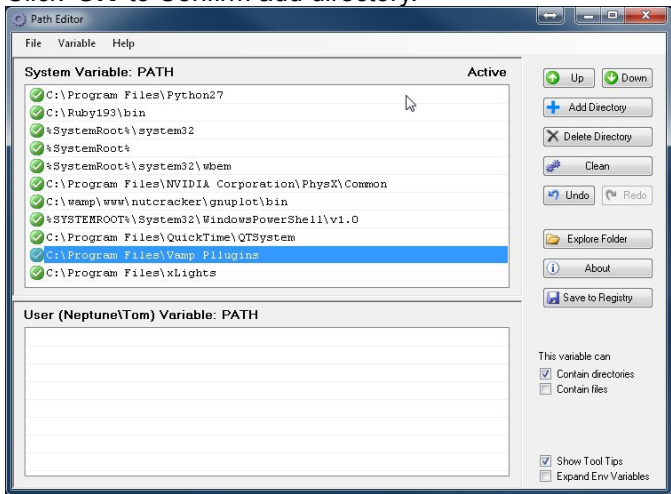 Click 'OK' to Confirm add directory.
Path Editor
File Variable Help
System Variable: PATH Active
C:\Program Files\Python27
C:\Ruby193\bin
%SystemRoot%\system32
%SystemRoot%
%SystemRoot%\system32\wbem
C:\Program Files\NVIDIA Corporation\PhysX\Common
C:\wamp\www\nutcracker\gnuplot\bin
%SYSTEMROOT%\System32\WindowsPowerShell\v1.0
C:\Program Files\QuickTime\QTSystem
C:\Program Files\Vamp Pllugins
C:\Program Files\xLights
User (Neptune\Tom) Variable: PATH
Up Down
Add Directory
Delete Directory
Clean
Undo Redo
Explore Folder
About
Save to Registry
This variable can
Contain directories
Contain files
Show Tool Tips
Expand Env Variables